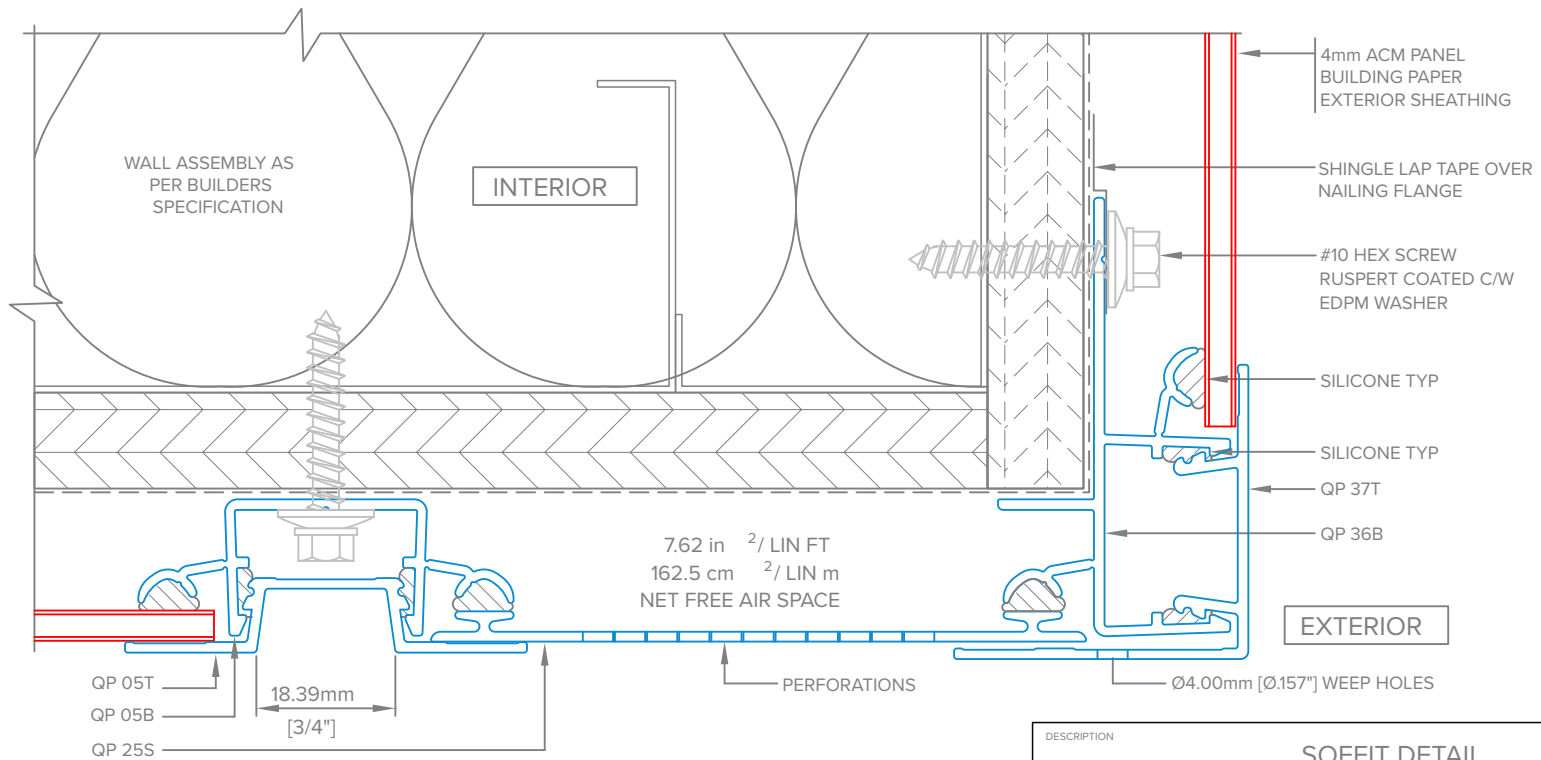 WALL ASSEMBLY AS
PER BUILDERS
SPECIFICATION
INTERIOR
4mm ACM PANEL
BUILDING PAPER
EXTERIOR SHEATHING
SHINGLE LAP TAPE OVER
NAILING FLANGE
#10 HEX SCREW
RUSPERT COATED C/W
EDPM WASHER
SILICONE TYP
SILICONE TYP
QP 37T
QP 36B
7.62 in 2/ LIN FT
162.5 cm 2/ LIN m
NET FREE AIR SPACE
EXTERIOR
QP 05T
QP 05B
QP 25S
18.39mm
[3/4"]
PERFORATIONS
Ø4.00mm [Ø.157"] WEEP HOLES
DESCRIPTION
SOFFIT DETAIL